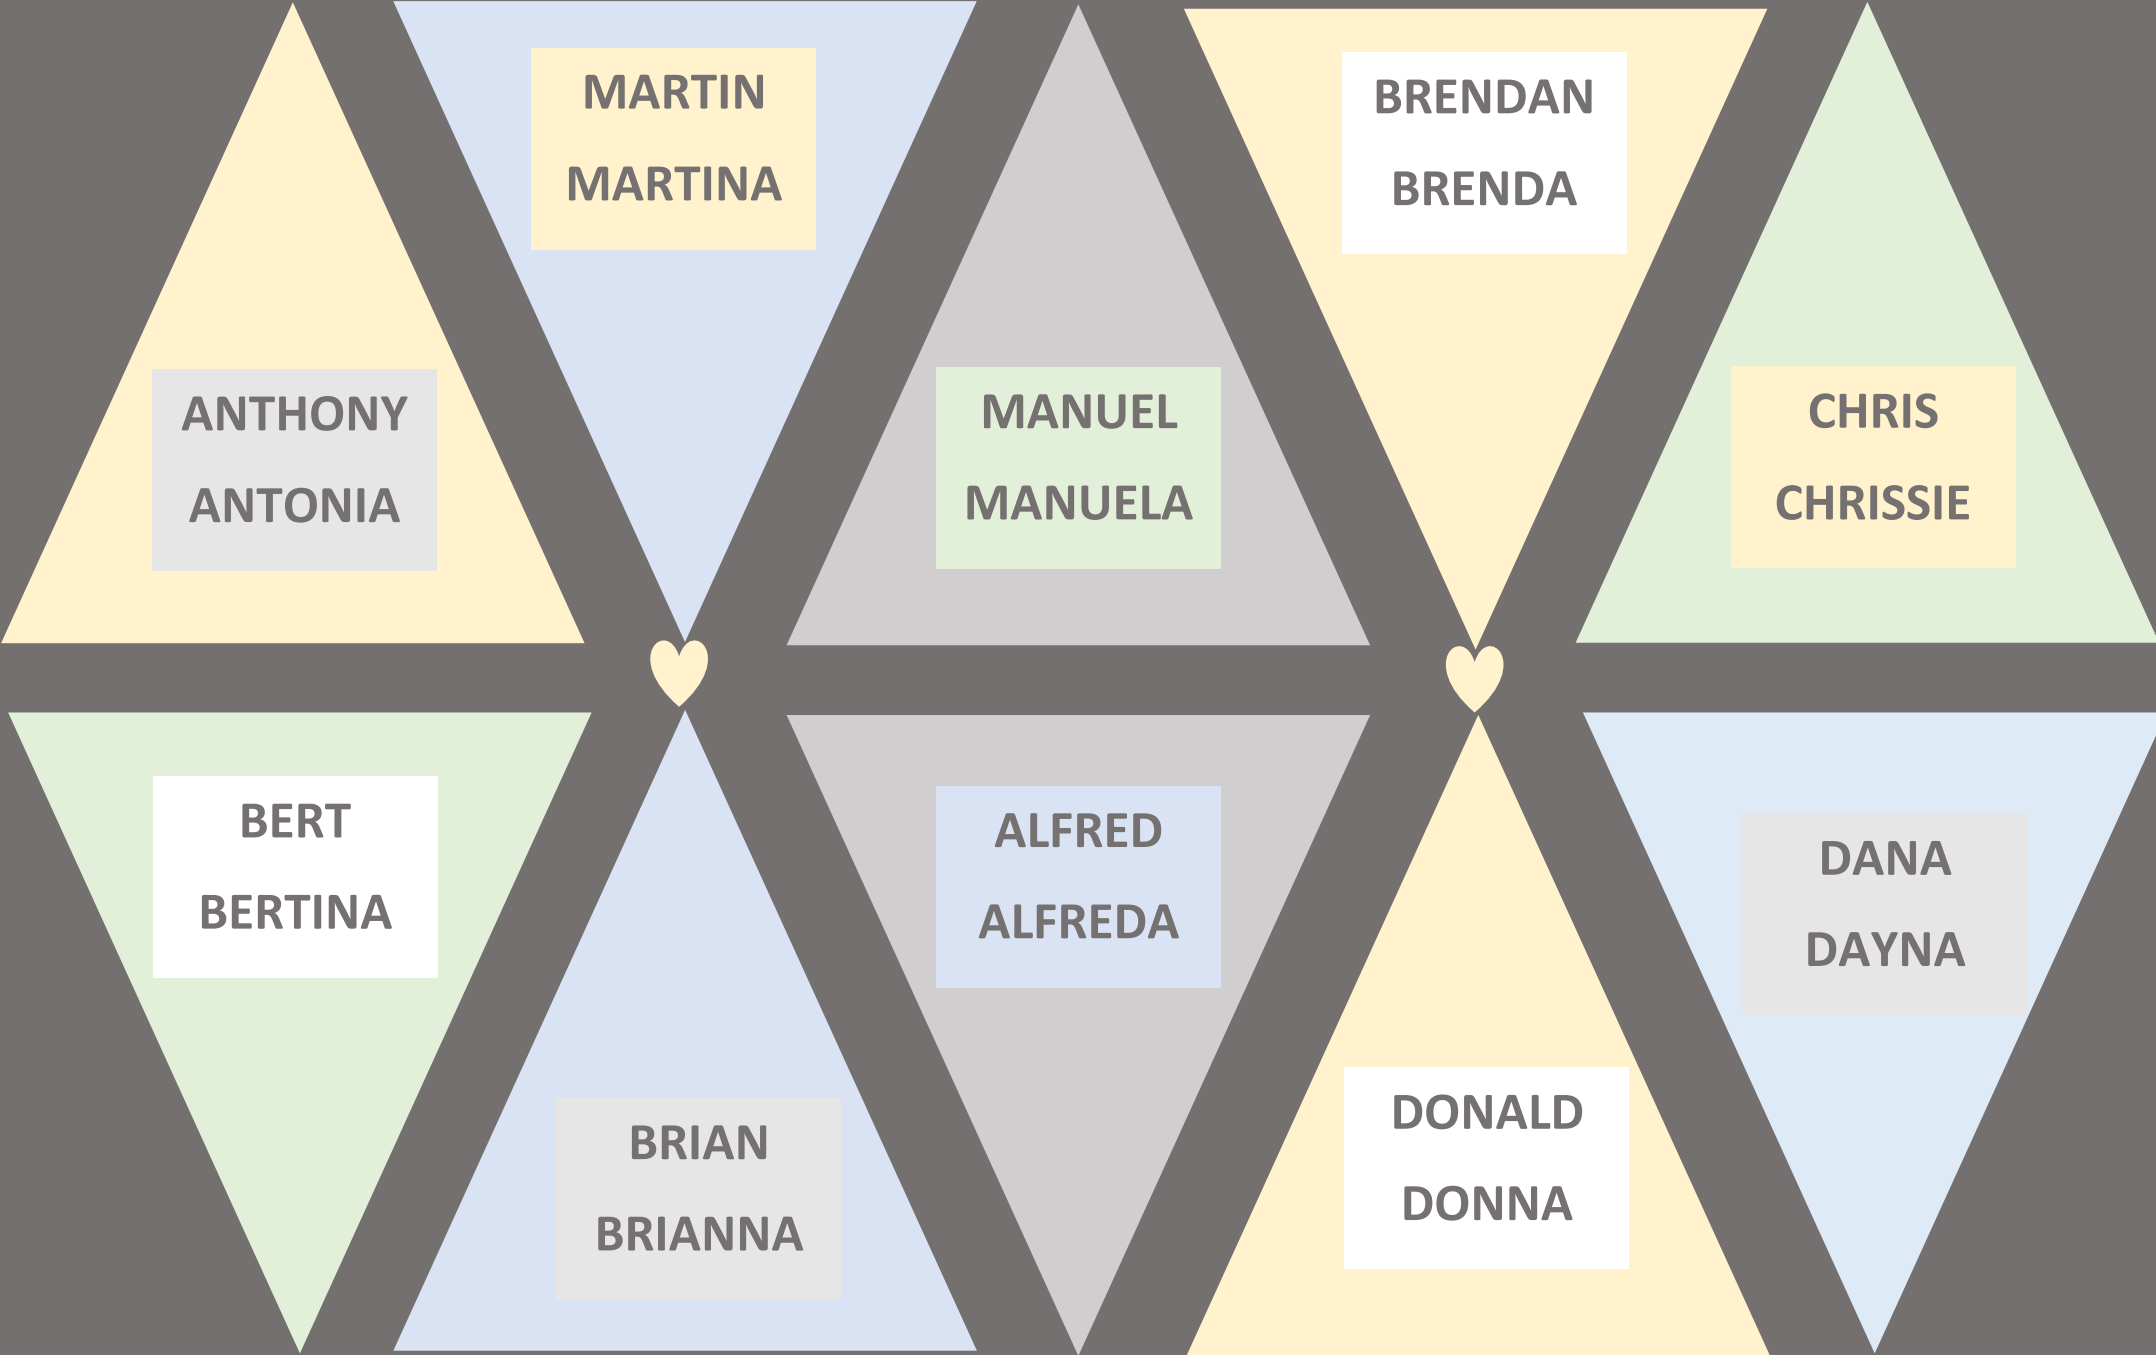 MARTIN
MARTINA
BRENDAN
BRENDA
ANTHONY
ANTONIA
MANUEL
MANUELA
CHRIS
CHRISSIE
BERT
BERTINA
ALFRED
ALFREDA
DANA
DAYNA
BRIAN
BRIANNA
DONALD
DONNA